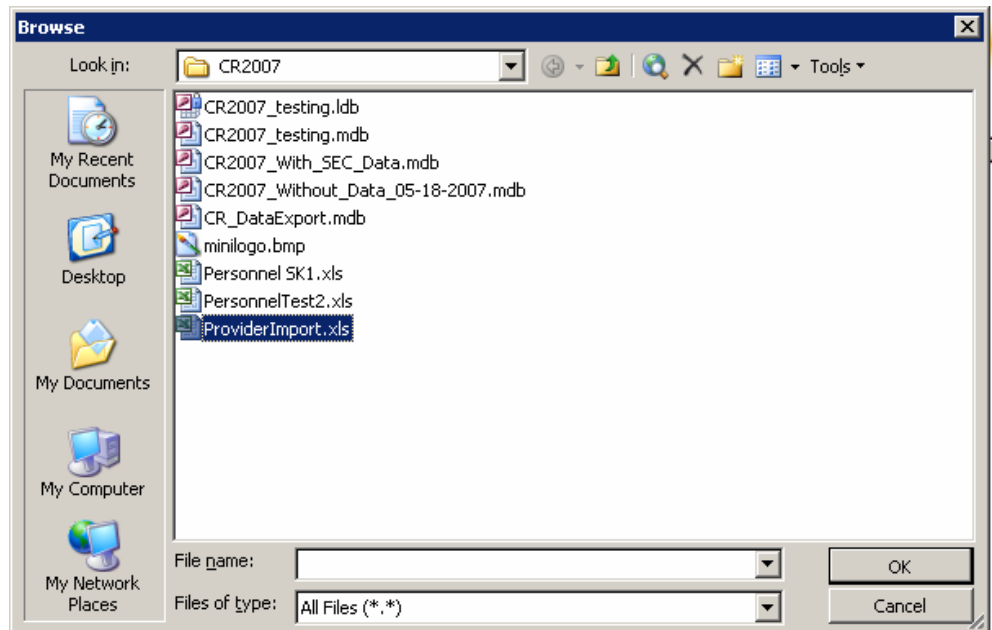 Browse
Look in:
CR2007
Tools
My Recent
Documents
Desktop
My Documents
My Computer
My Network
Places
CR2007_testing.ldb
CR2007_testing.mdb
CR2007_With_SEC_Data.mdb
CR2007_Without_Data_05-18-2007.mdb
CR_DataExport.mdb
minilogo.bmp
Personnel SK1.xls
PersonnelTest2.xls
ProviderImport.xls
File name:
OK
Files of type:
All Files (*.*)
Cancel